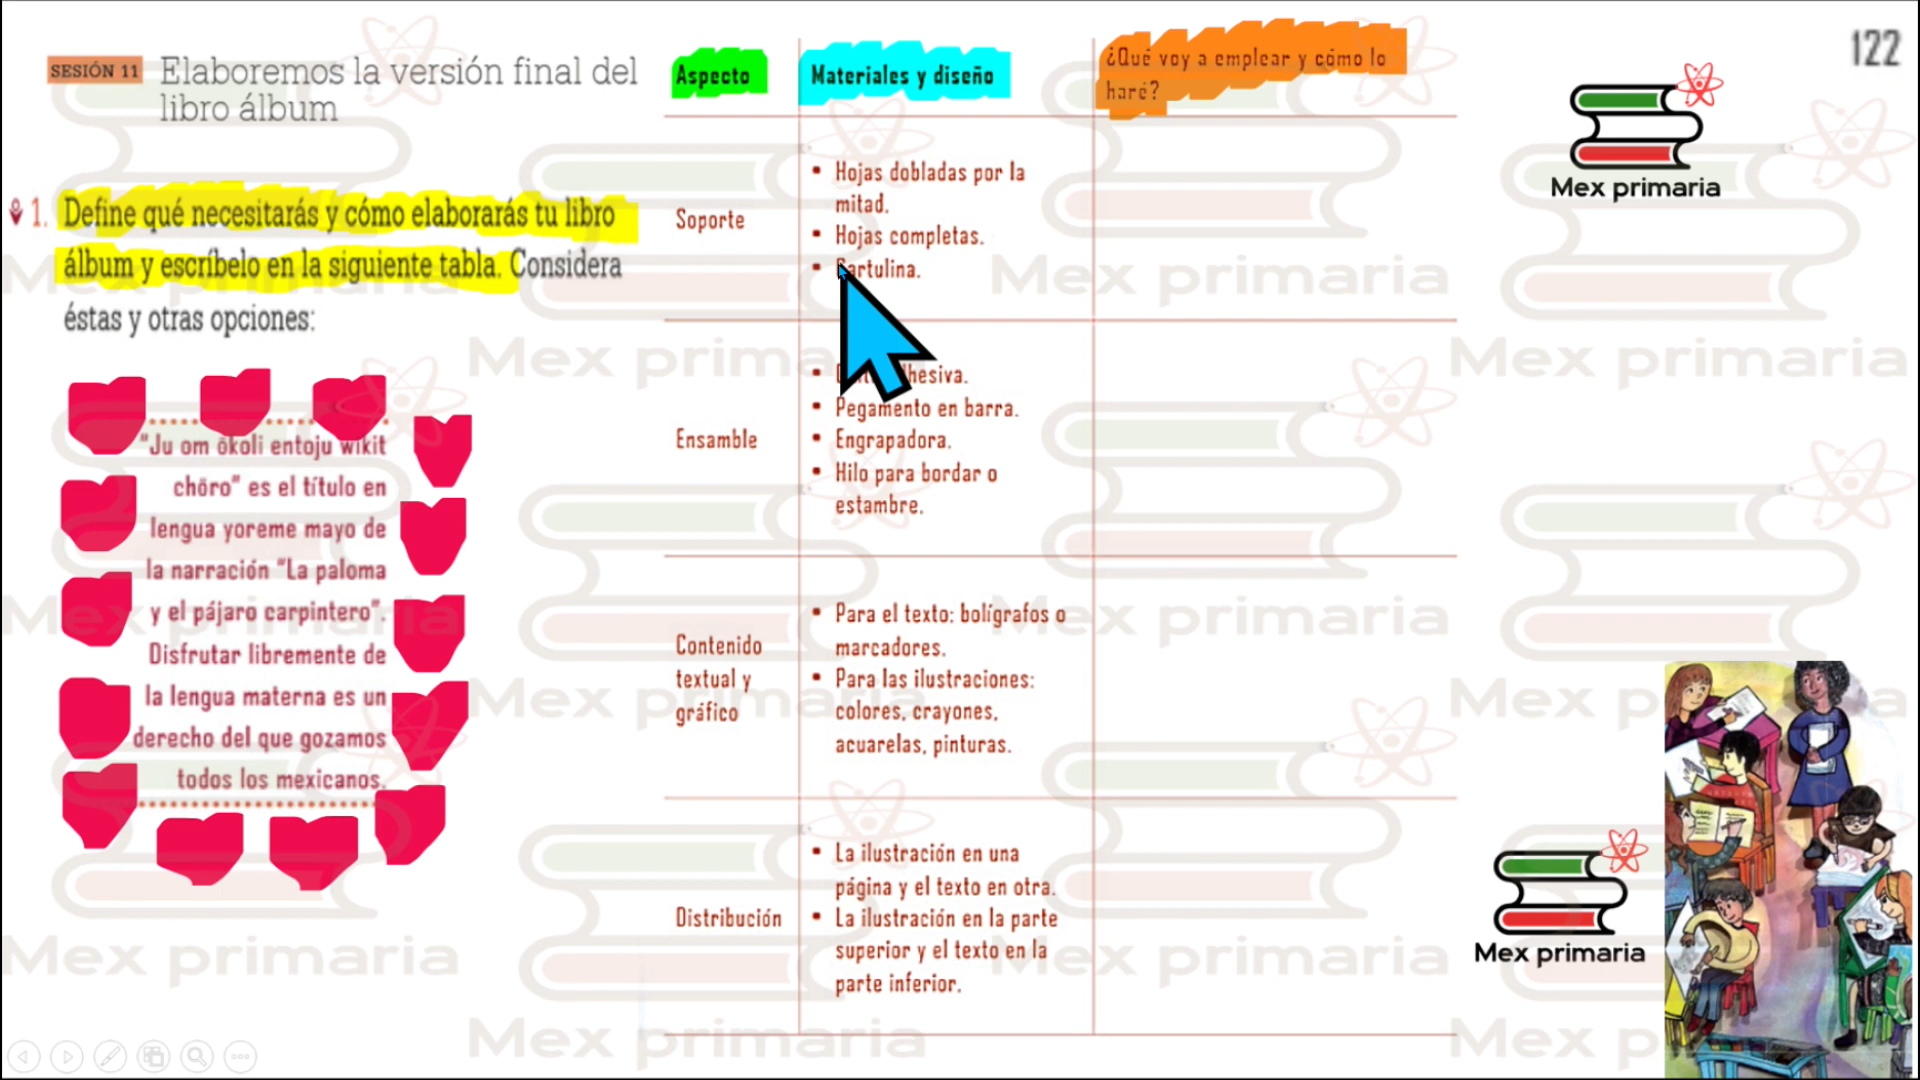 122
SESIÓN 11
Elaboremos la versión final del
libro álbum
1. Define qué necesitarás y cómo elaborarás tu libro
álbum y escríbelo en la siguiente tabla. Considera
éstas y otras opciones:
"Ju om ōkoli entoju wikit
chōro" es el título en
lengua yoreme mayo de
la narración "La paloma
y el pájaro carpintero".
Disfrutar libremente de
la lengua materna es un
derecho del que gozamos
todos los mexicanos.
Aspecto
Materiales y diseño
¿Qué voy a emplear y cómo lo
haré?
Soporte
▪ Hojas dobladas por la
mitad.
▪ Hojas completas.
▪ Cartulina.
Ensamble
▪ adhesiva.
▪ Pegamento en barra.
▪ Engrapadora.
▪ Hilo para bordar o
estambre.
Contenido
textual y
gráfico
▪ Para el texto: bolígrafos o
marcadores.
▪ Para las ilustraciones:
colores, crayones,
acuarelas, pinturas.
Distribución
▪ La ilustración en una
página y el texto en otra.
▪ La ilustración en la parte
superior y el texto en la
parte inferior.
Mex primaria
Mex primaria